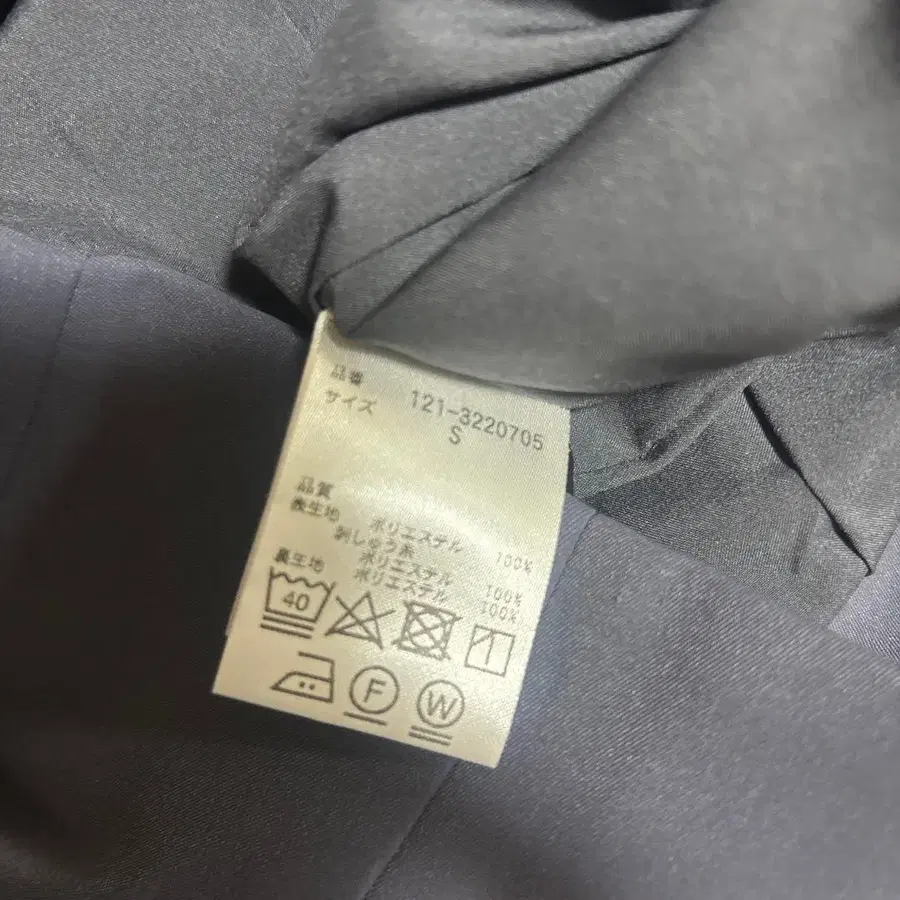 品番 121-3220705
サイズ S
品質
表生地 ポリエステル 100%
刺しゅう糸
ポリエステル 100%
裏生地 ポリエステル 100%
40
F W